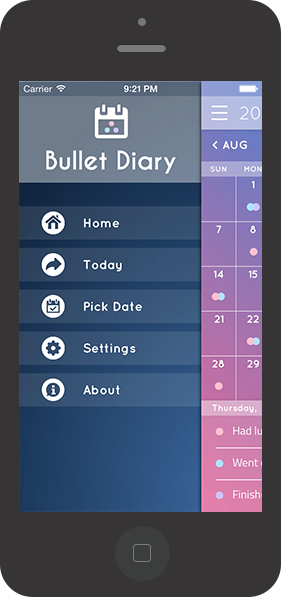 Carrier 9:21 PM
Bullet Diary
Home
Today
Pick Date
Settings
About
20
< AUG
SUN MON
1
7 8
14 15
21 22
28 29
Thursday,
Had lu
Went
Finishe